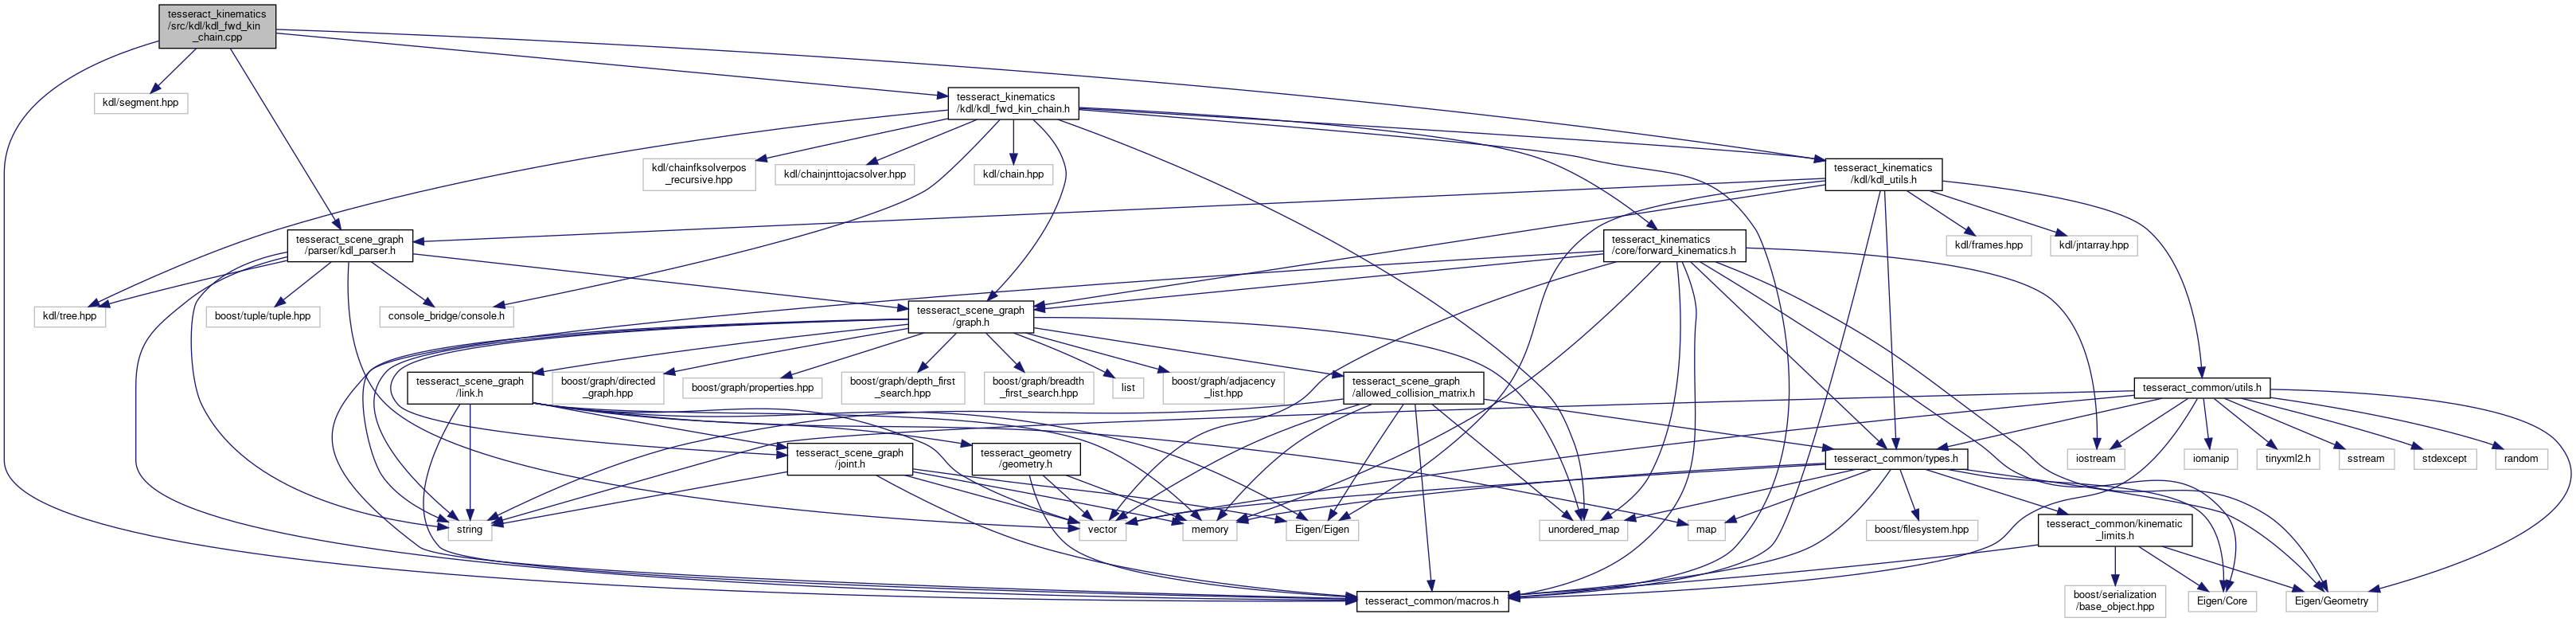 tesseract_kinematics
/src/kdl/kdl_fwd_kin
_chain.cpp
kdl/segment.hpp
tesseract_kinematics
/kdl/kdl_fwd_kin_chain.h
kdl/chainfksolverpos
_recursive.hpp
kdl/chainjnttojacsolver.hpp
kdl/chain.hpp
tesseract_kinematics
/kdl/kdl_utils.h
tesseract_scene_graph
/parser/kdl_parser.h
tesseract_kinematics
/core/forward_kinematics.h
kdl/frames.hpp
kdl/jntarray.hpp
kdl/tree.hpp
boost/tuple/tuple.hpp
console_bridge/console.h
tesseract_scene_graph
/graph.h
tesseract_scene_graph
/link.h
boost/graph/directed
_graph.hpp
boost/graph/properties.hpp
boost/graph/depth_first
_search.hpp
boost/graph/breadth
_first_search.hpp
list
boost/graph/adjacency
_list.hpp
tesseract_scene_graph
/allowed_collision_matrix.h
tesseract_common/utils.h
tesseract_scene_graph
/joint.h
tesseract_geometry
/geometry.h
tesseract_common/types.h
iostream
iomanip
tinyxml2.h
sstream
stdexcept
random
string
vector
memory
Eigen/Eigen
unordered_map
map
boost/filesystem.hpp
tesseract_common/kinematic
_limits.h
tesseract_common/macros.h
boost/serialization
/base_object.hpp
Eigen/Core
Eigen/Geometry